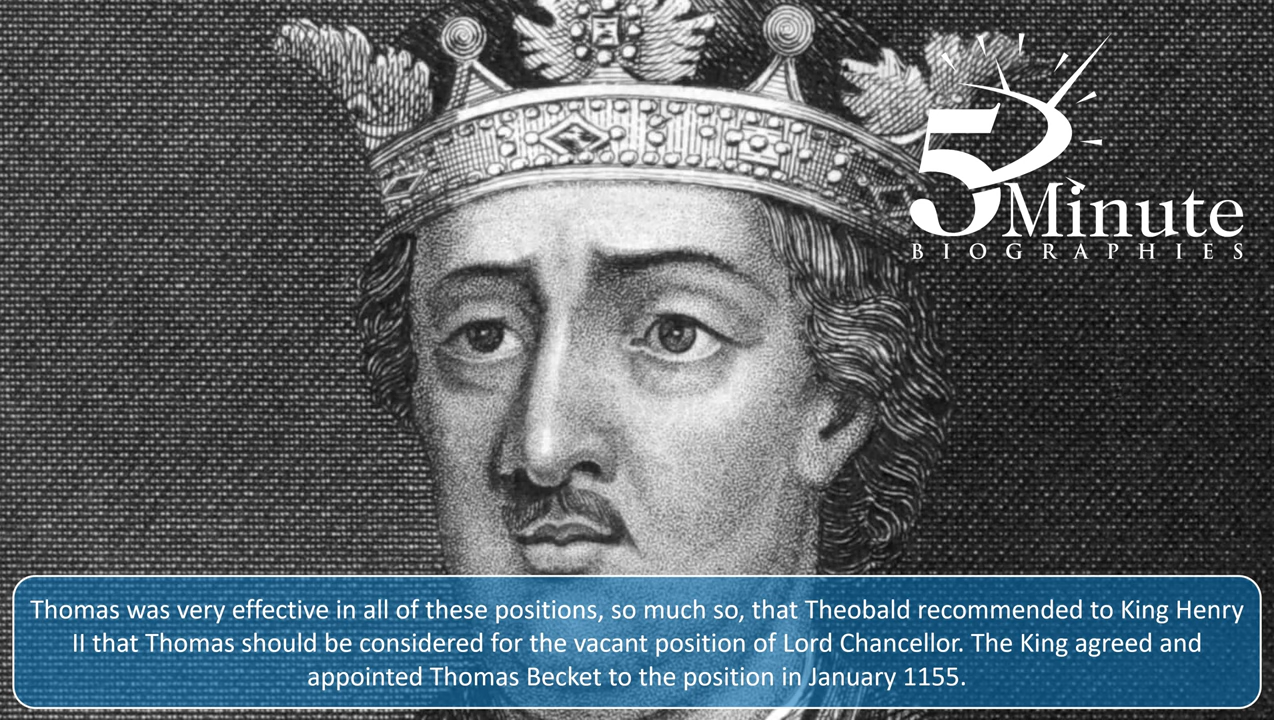 5 Minute
BIOGRAPHIES
Thomas was very effective in all of these positions, so much so, that Theobald recommended to King Henry
II that Thomas should be considered for the vacant position of Lord Chancellor. The King agreed and
appointed Thomas Becket to the position in January 1155.